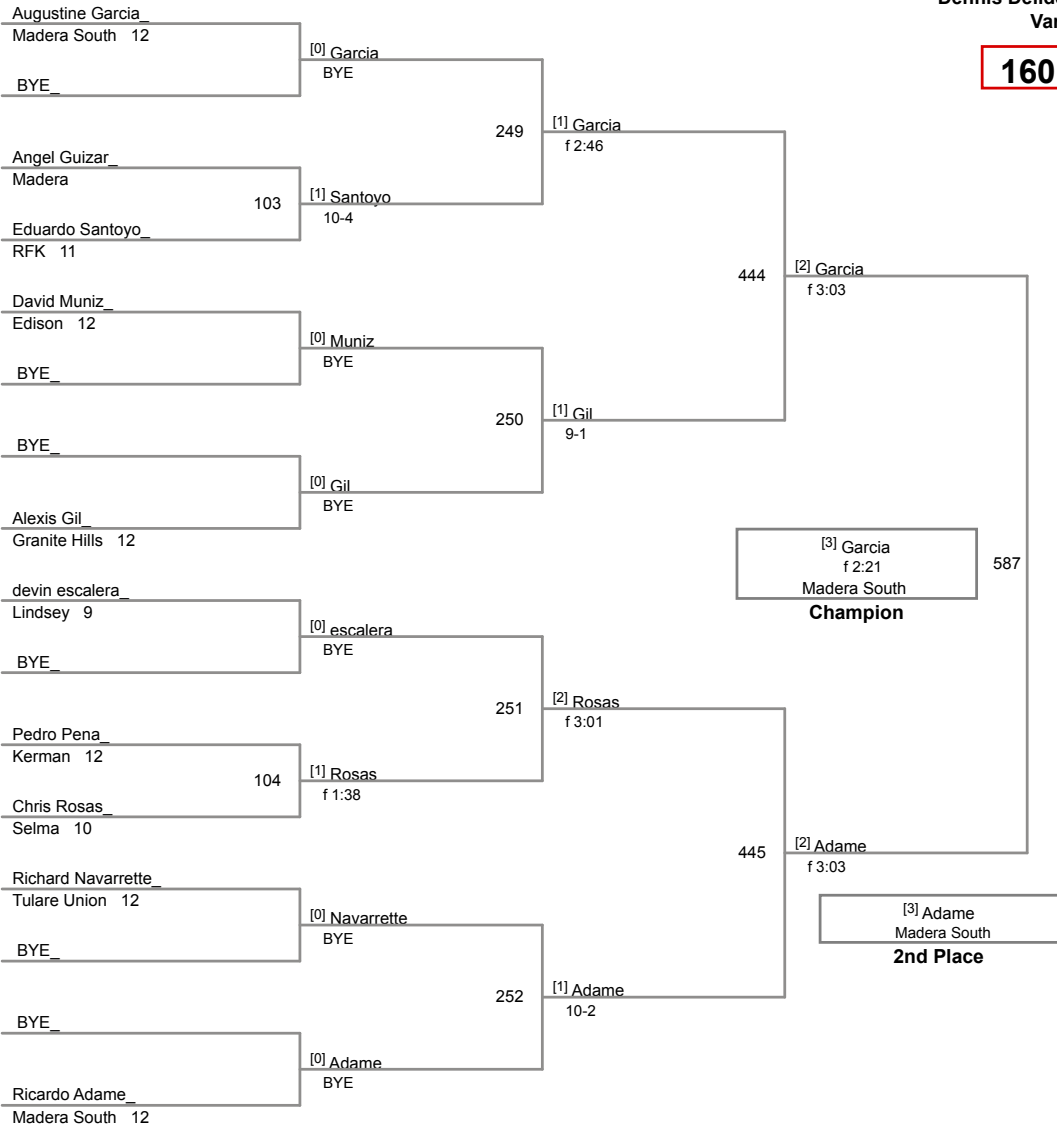 Augustine Garcia_
Madera South 12
BYE_
Angel Guizar_
Madera
Eduardo Santoyo_
RFK 11
David Muniz_
Edison 12
BYE_
BYE_
Alexis Gil_
Granite Hills 12
devin escalera_
Lindsey 9
BYE_
Pedro Pena_
Kerman 12
Chris Rosas_
Selma 10
Richard Navarrette_
Tulare Union 12
BYE_
BYE_
Ricardo Adame_
Madera South 12
103
104
[0] Garcia
BYE
[1] Santoyo
10-4
[0] Muniz
BYE
[0] Gil
BYE
[0] escalera
BYE
[1] Rosas
f 1:38
[0] Navarrette
BYE
[0] Adame
BYE
249
250
251
252
[1] Garcia
f 2:46
[1] Gil
9-1
[2] Rosas
f 3:01
[1] Adame
10-2
444
445
[2] Garcia
f 3:03
[2] Adame
f 3:03
587
[3] Garcia
f 2:21
Madera South
Champion
[3] Adame
Madera South
2nd Place
Dennis
160